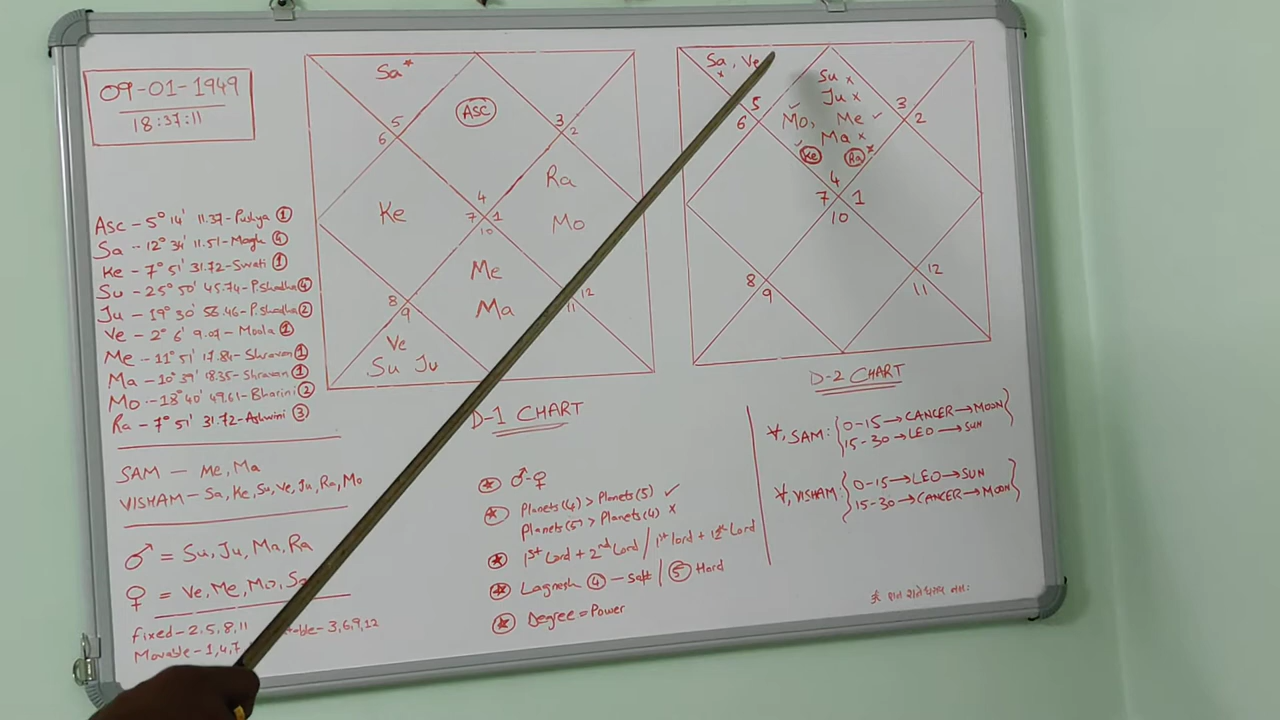 09-01-1949
18:37:11
Asc - 5° 14' 11.37 - Pushya ①
Sa - 12° 34' 11.51 - Magh ④
Ke - 7° 51' 31.72 - Swati ①
Su - 25° 50' 45.74 - P.Shadha ④
Ju - 19° 30' 56.46 - P.Shadha ②
Ve - 2° 6' 9.07 - Moola ①
Me - 11° 51' 17.84 - Shravan ①
Ma - 10° 39' 18.35 - Shravan ①
Mo - 18° 40' 49.61 - Bharini ②
Ra - 7° 51' 31.72 - Ashwini ③
SAM - Me, Ma
VISHAM - Sa, Ke, Su, Ve, Ju, Ra, Mo
♂ = Su, Ju, Ma, Ra
♀ = Ve, Me, Mo, Sa
Fixed - 2, 5, 8, 11
Movable - 1, 4, 7
3, 6, 9, 12
Sa*
Asc
5
6
3
2
Ra
Ke
4
7 1
10
Mo
Me
Ma
8
9
12
11
Ve
Su Ju
D-1 CHART
Sa, Ve
x
Su x
Ju x
Mo, Me ✓
Ma x
Ke Ra x
5
6
3
2
4
7 1
10
8
9
12
11
D-2 CHART
♂-♀
Planets(4) > Planets(5) ✓
Planets(5) > Planets(4) x
1st Lord + 2nd Lord / 1st Lord + 12th Lord
Lagnesh ④ - Soft / ⑤ Hard
Degree = Power
∀, SAM: { 0-15 → CANCER → MOON
15-30 → LEO → SUN }
∀, VISHAM: { 0-15 → LEO → SUN
15-30 → CANCER → MOON }